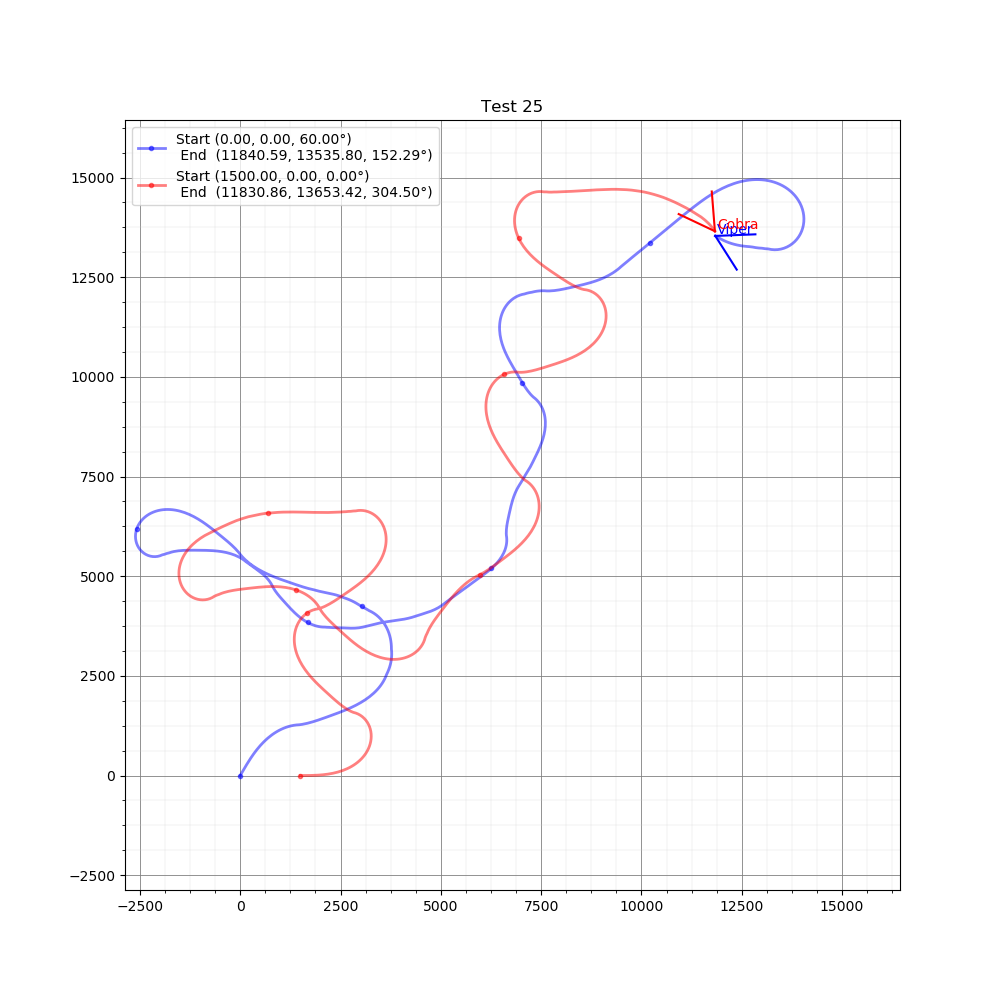 Test 25
Start (0.00, 0.00, 60.00°)
End (11840.59, 13535.80, 152.29°)
Start (1500.00, 0.00, 0.00°)
End (11830.86, 13653.42, 304.50°)
Cobra
Viper
15000
12500
10000
7500
5000
2500
0
−2500
−2500 0 2500 5000 7500 10000 12500 15000